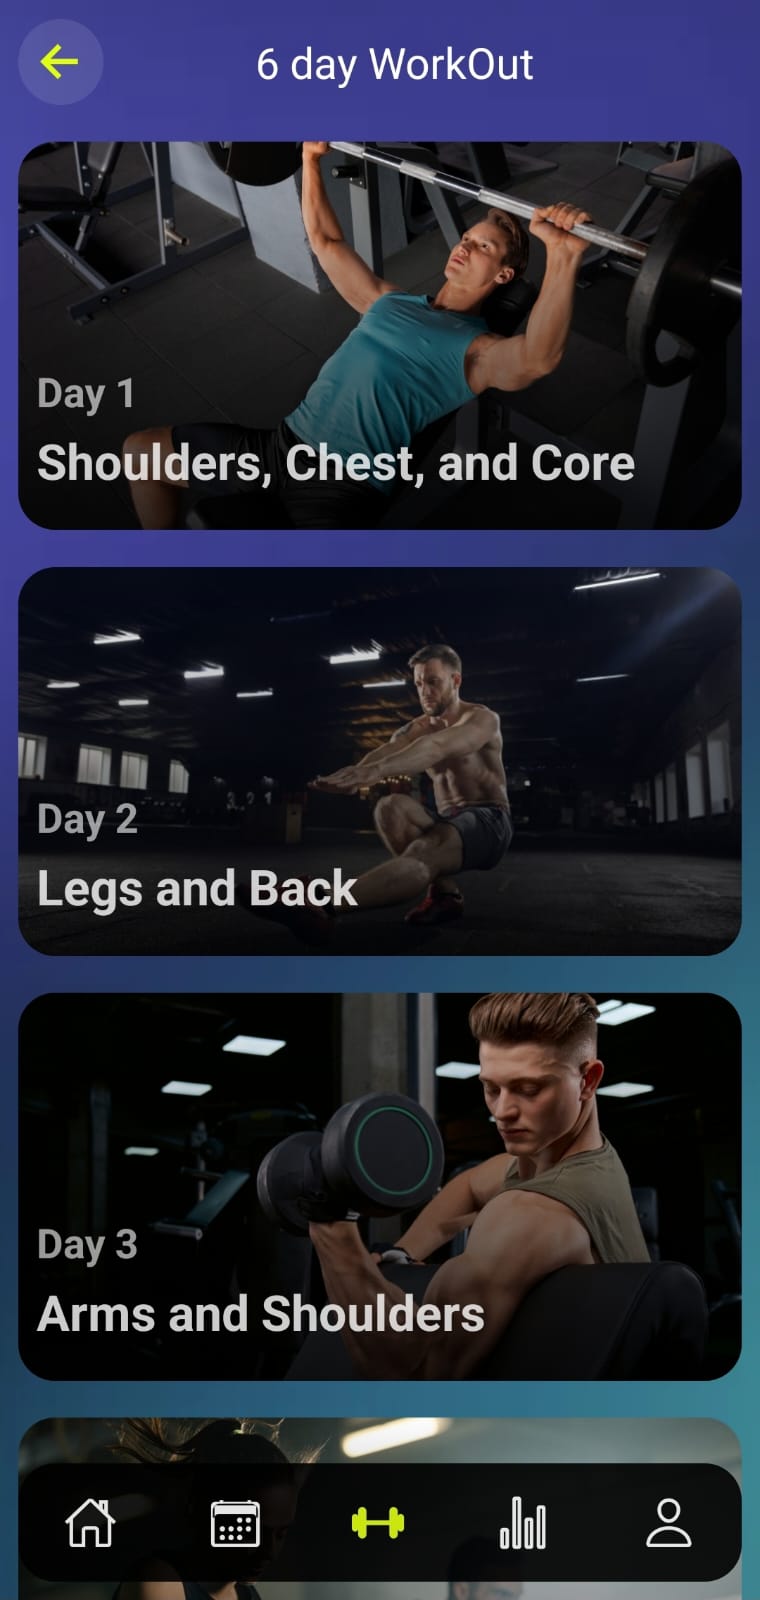 6 day WorkOut
Day 1
Shoulders, Chest, and Core
Day 2
Legs and Back
Day 3
Arms and Shoulders